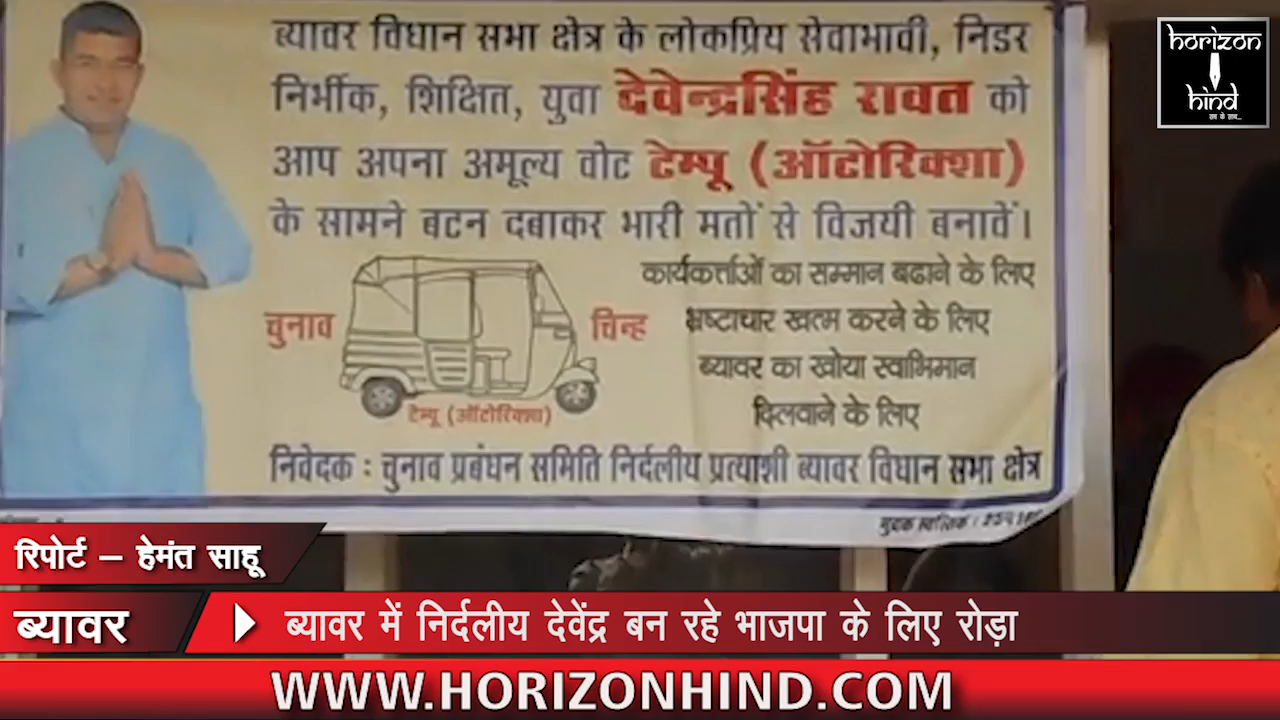 ब्यावर विधान सभा क्षेत्र के लोकप्रिय सेवाभावी, निडर
निर्भीक, शिक्षित, युवा देवेन्द्रसिंह रावत को
आप अपना अमूल्य वोट टेम्पू (ऑटोरिक्शा)
के सामने बटन दबाकर भारी मतों से विजयी बनावें।
कार्यकर्त्ताओं का सम्मान बढाने के लिए
चुनाव चिन्ह
भ्रष्टाचार खत्म करने के लिए
ब्यावर का खोया स्वाभिमान
दिलवाने के लिए
टेम्पू (ऑटोरिक्शा)
निवेदक : चुनाव प्रबंधन समिति निर्दलीय प्रत्याशी ब्यावर विधान सभा क्षेत्र
मुद्रक
horizon
hind
रिपोर्ट – हेमंत साहू
ब्यावर
ब्यावर में निर्दलीय देवेंद्र बन रहे भाजपा के लिए रोड़ा
WWW.HORIZONHIND.COM